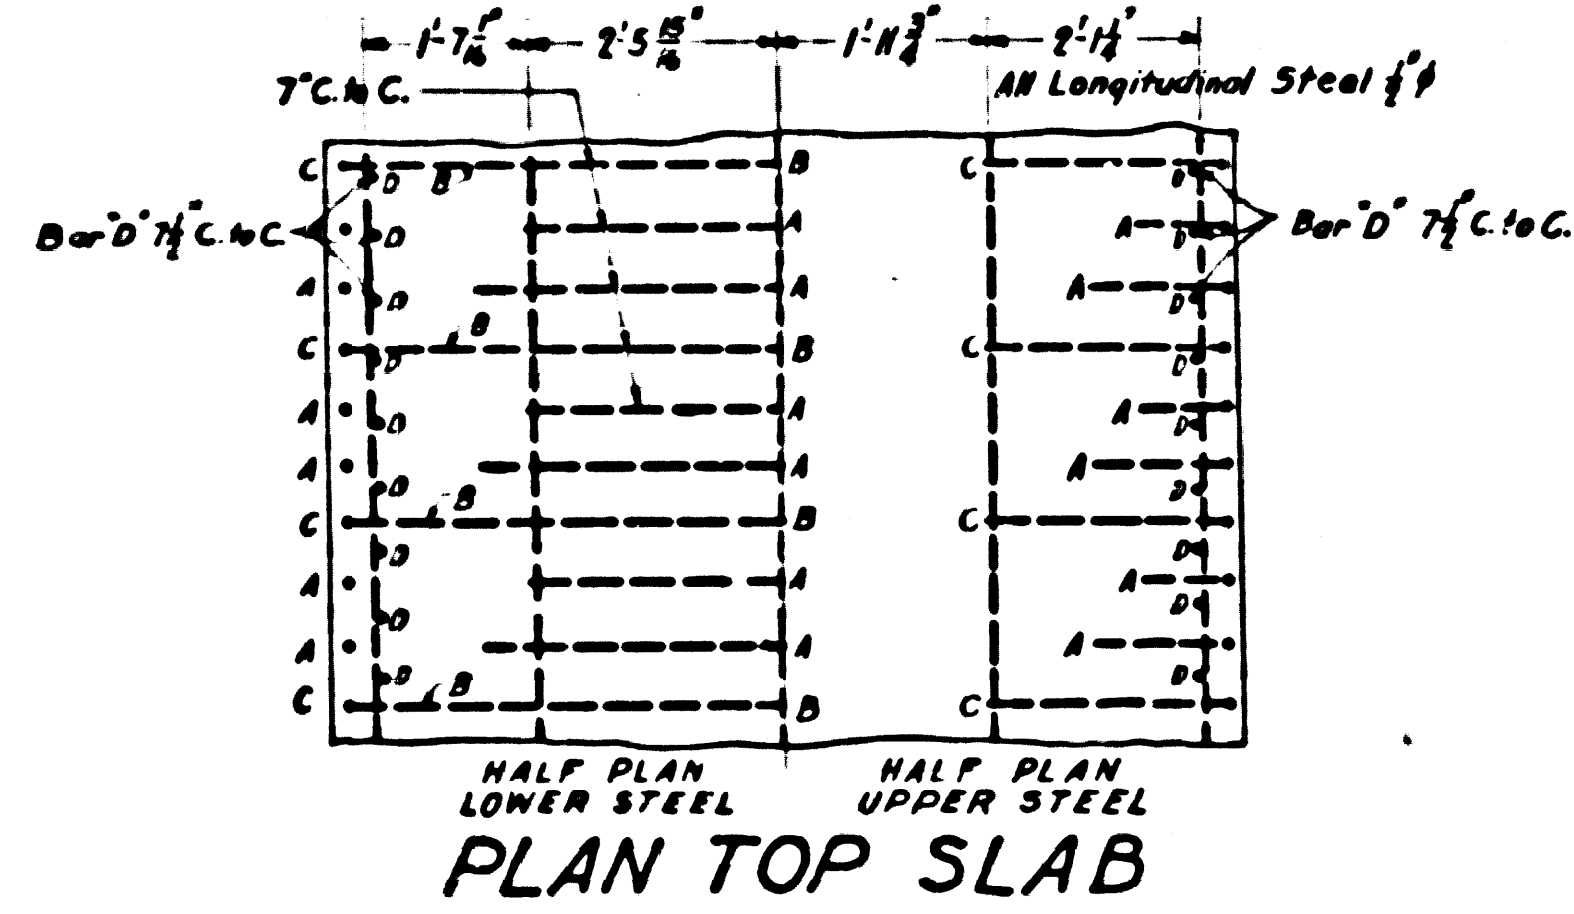 1'-7 1/16" 2'-5 15/16" 1'-11 3/4" 2'-1 1/4"
7" C. to C. All Longitudinal Steel 1/2" ϕ
C D B B C D
Bar "D" 7 1/2" C. to C. D A A D Bar "D" 7 1/2" C. to C.
A D A A D
C D B B C D
A D A A D
A D B A A D
C B C
D D
A A A
D D
A A A
D B D
C B C
HALF PLAN HALF PLAN
LOWER STEEL UPPER STEEL
PLAN TOP SLAB